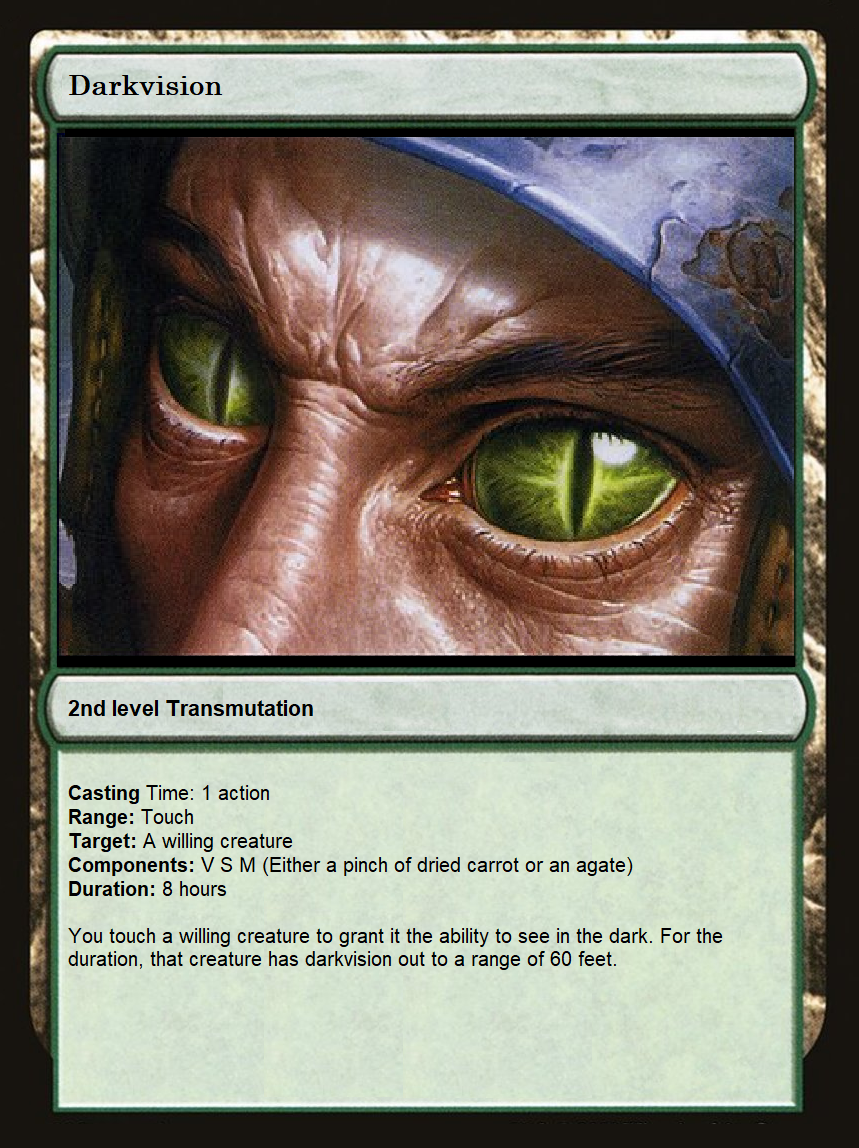 Darkvision
2nd level Transmutation
Casting Time: 1 action
Range: Touch
Target: A willing creature
Components: V S M (Either a pinch of dried carrot or an agate)
Duration: 8 hours
You touch a willing creature to grant it the ability to see in the dark. For the
duration, that creature has darkvision out to a range of 60 feet.